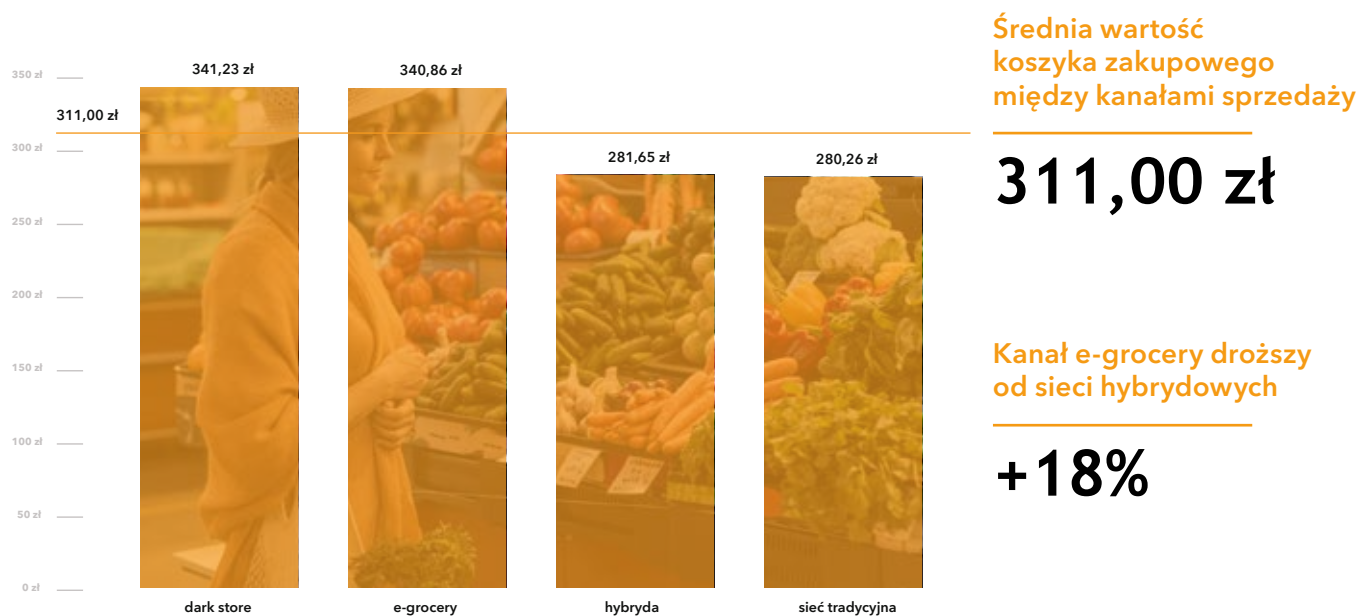 350 zł
300 zł
250 zł
200 zł
150 zł
100 zł
50 zł
0 zł
311,00 zł
341,23 zł
340,86 zł
281,65 zł
280,26 zł
dark store
e-grocery
hybryda
sieć tradycyjna
Średnia wartość
koszyka zakupowego
między kanałami sprzedaży
311,00 zł
Kanał e-grocery droższy
od sieci hybrydowych
+18%